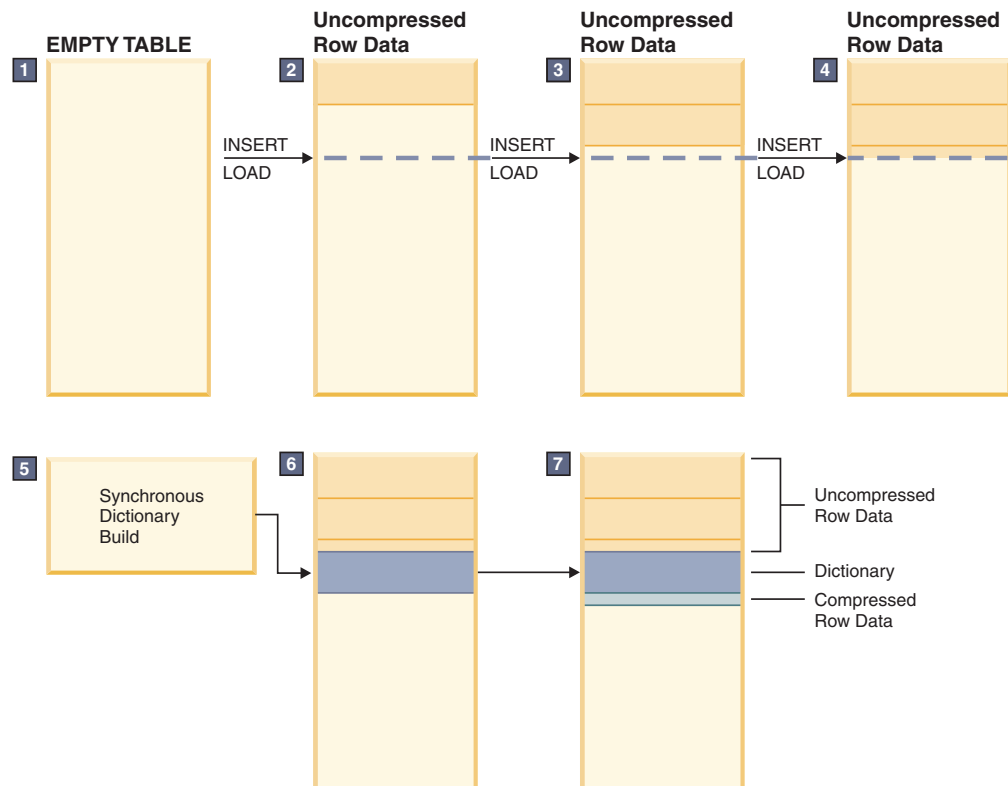 1
EMPTY TABLE
2
Uncompressed
Row Data
3
Uncompressed
Row Data
4
Uncompressed
Row Data
INSERT
LOAD
INSERT
LOAD
INSERT
LOAD
5
Synchronous
Dictionary
Build
6
7
Uncompressed
Row Data
Dictionary
Compressed
Row Data